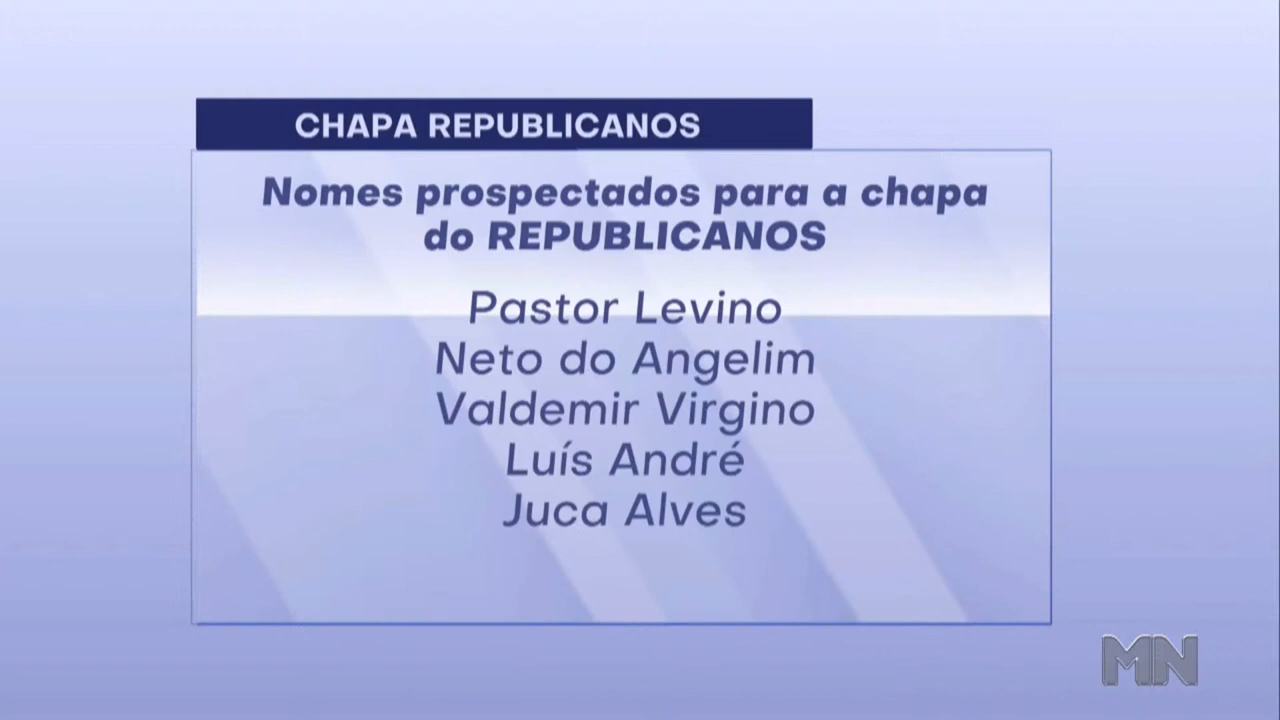 CHAPA REPUBLICANOS
Nomes prospectados para a chapa
do REPUBLICANOS
Pastor Levino
Neto do Angelim
Valdemir Virgino
Luís André
Juca Alves
MN